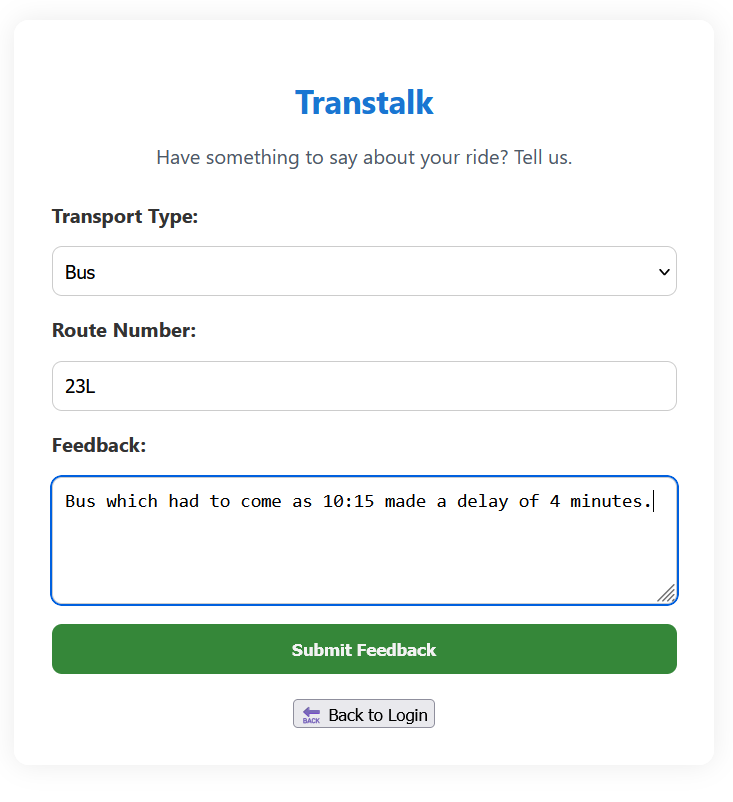 Transtalk
Have something to say about your ride? Tell us.
Transport Type:
Bus
Route Number:
23L
Feedback:
Bus which had to come as 10:15 made a delay of 4 minutes.
Submit Feedback
BACK Back to Login